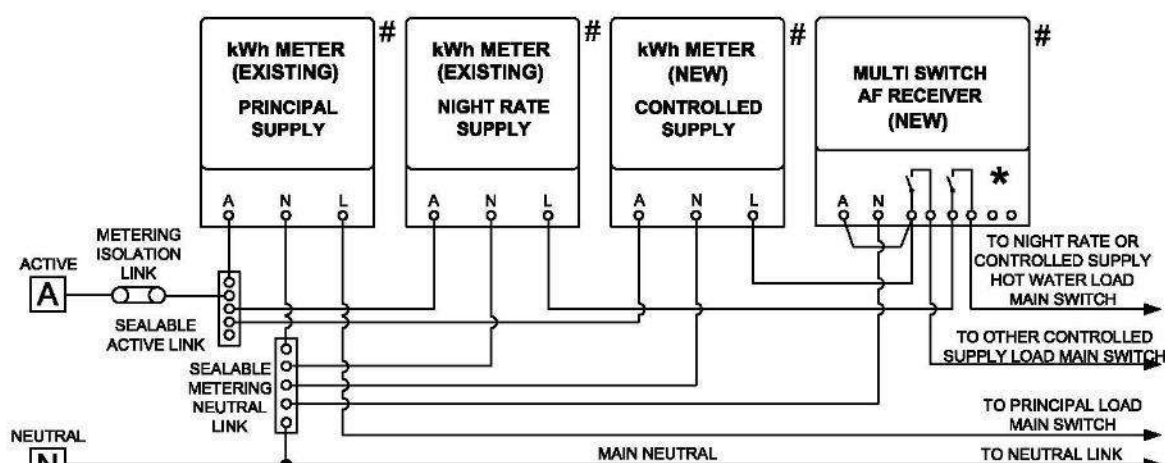 kWh METER
(EXISTING)
PRINCIPAL
SUPPLY
#
kWh METER
(EXISTING)
NIGHT RATE
SUPPLY
#
kWh METER
(NEW)
CONTROLLED
SUPPLY
#
MULTI SWITCH
AF RECEIVER
(NEW)
#
*
A N L
A N L
A N L
A N
METERING
ISOLATION
LINK
ACTIVE
A
SEALABLE
ACTIVE LINK
SEALABLE
METERING
NEUTRAL
LINK
TO NIGHT RATE OR
CONTROLLED SUPPLY
HOT WATER LOAD
MAIN SWITCH
TO OTHER CONTROLLED
SUPPLY LOAD MAIN SWITCH
TO PRINCIPAL LOAD
MAIN SWITCH
NEUTRAL
N
MAIN NEUTRAL
TO NEUTRAL LINK